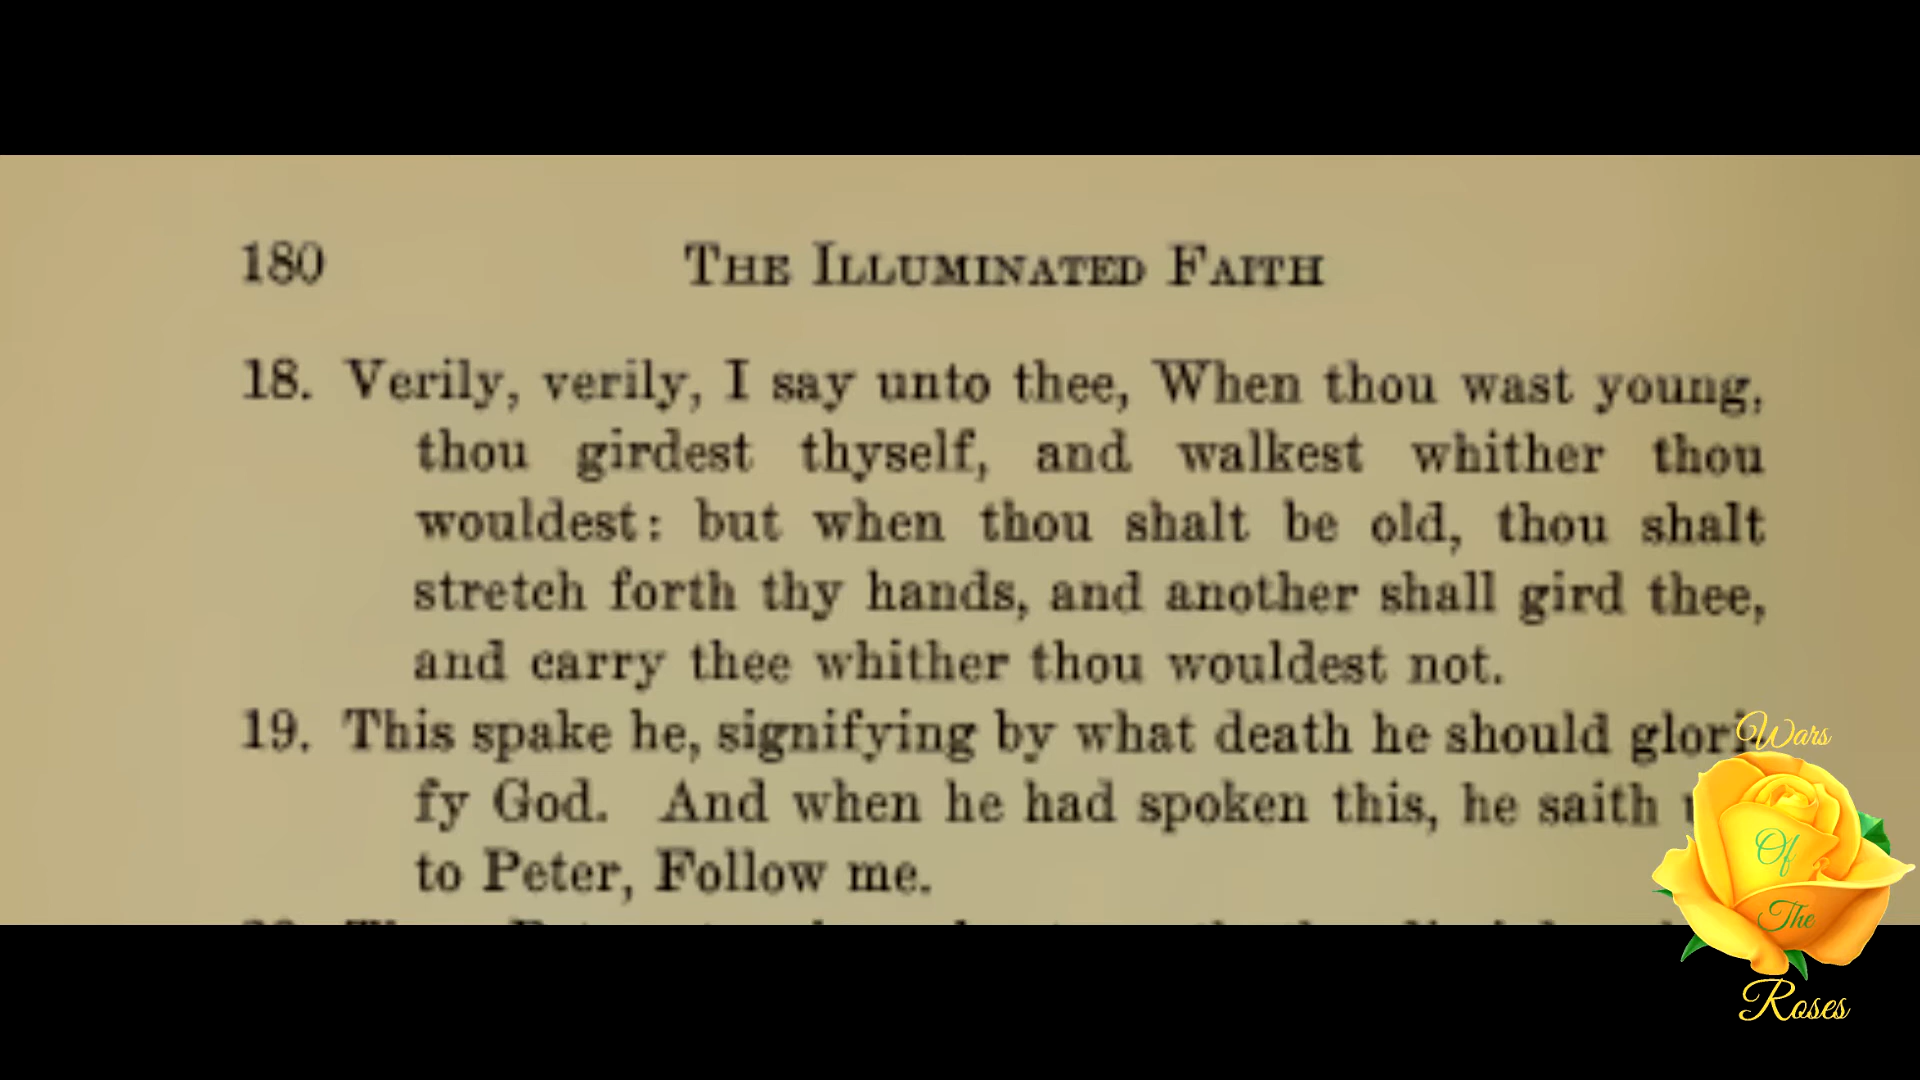 180 THE ILLUMINATED FAITH
18. Verily, verily, I say unto thee, When thou wast young,
thou girdest thyself, and walkest whither thou
wouldest: but when thou shalt be old, thou shalt
stretch forth thy hands, and another shall gird thee,
and carry thee whither thou wouldest not.
19. This spake he, signifying by what death he should glori-
fy God. And when he had spoken this, he saith
to Peter, Follow me.
Wars
Of
The
Roses